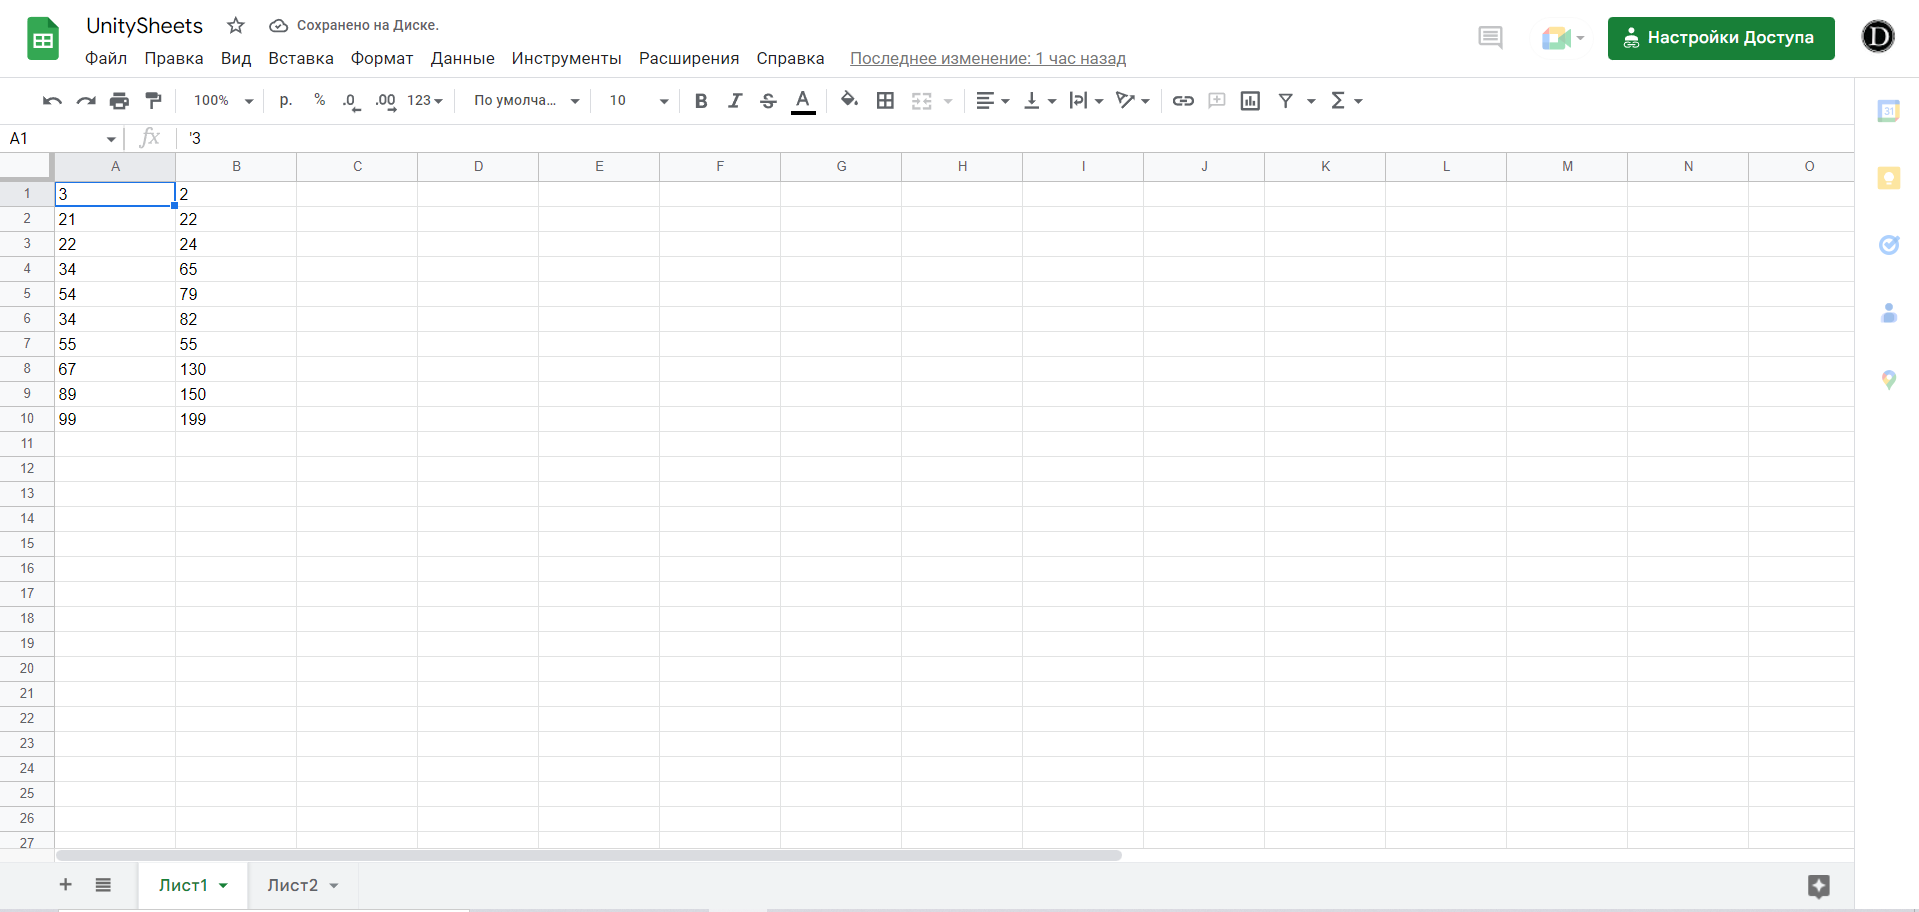 UnitySheets Сохранено на Диске.
Файл Правка Вид Вставка Формат Данные Инструменты Расширения Справка Последнее изменение: 1 час назад
Настройки Доступа D
100% р. % .0 .00 123 По умолча... 10 B I S A Σ
31
A1 fx '3
A B C D E F G H I J K L M N O
1 3 2
2 21 22
3 22 24
4 34 65
5 54 79
6 34 82
7 55 55
8 67 130
9 89 150
10 99 199
11
12
13
14
15
16
17
18
19
20
21
22
23
24
25
26
27
+ Лист1 Лист2